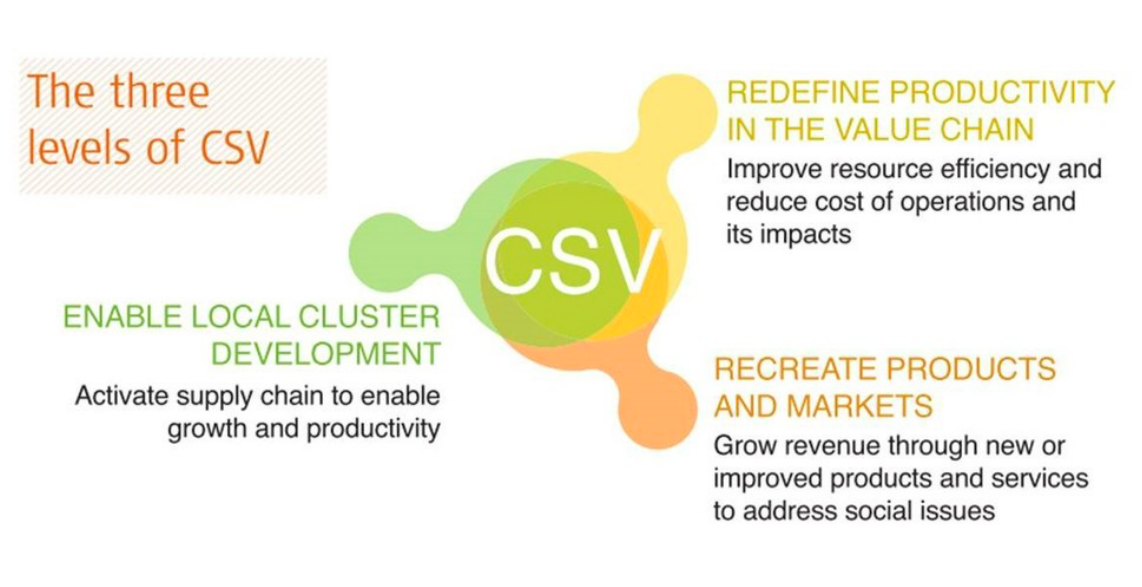 The three
levels of CSV
CSV
REDEFINE PRODUCTIVITY
IN THE VALUE CHAIN
Improve resource efficiency and
reduce cost of operations and
its impacts
ENABLE LOCAL CLUSTER
DEVELOPMENT
Activate supply chain to enable
growth and productivity
RECREATE PRODUCTS
AND MARKETS
Grow revenue through new or
improved products and services
to address social issues